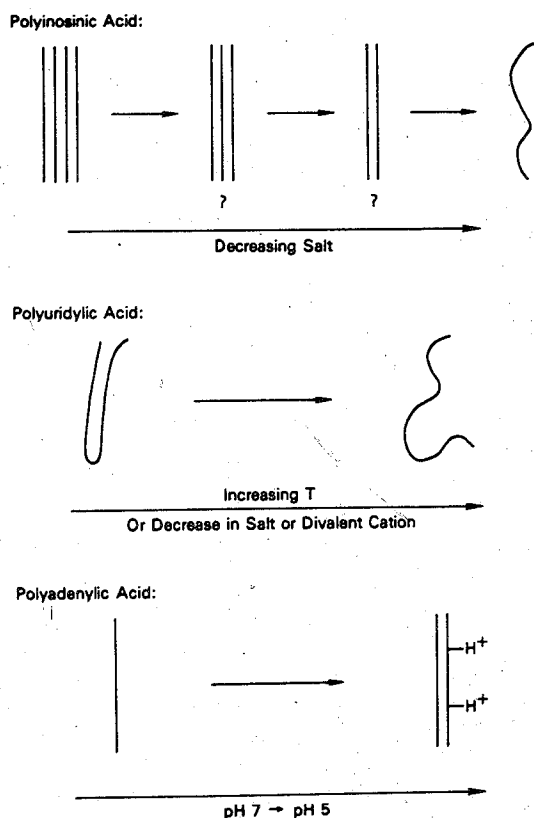 Polyinosinic Acid:
? ?
Decreasing Salt
Polyuridylic Acid:
Increasing T
Or Decrease in Salt or Divalent Cation
Polyadenylic Acid:
H+
H+
pH 7 → pH 5